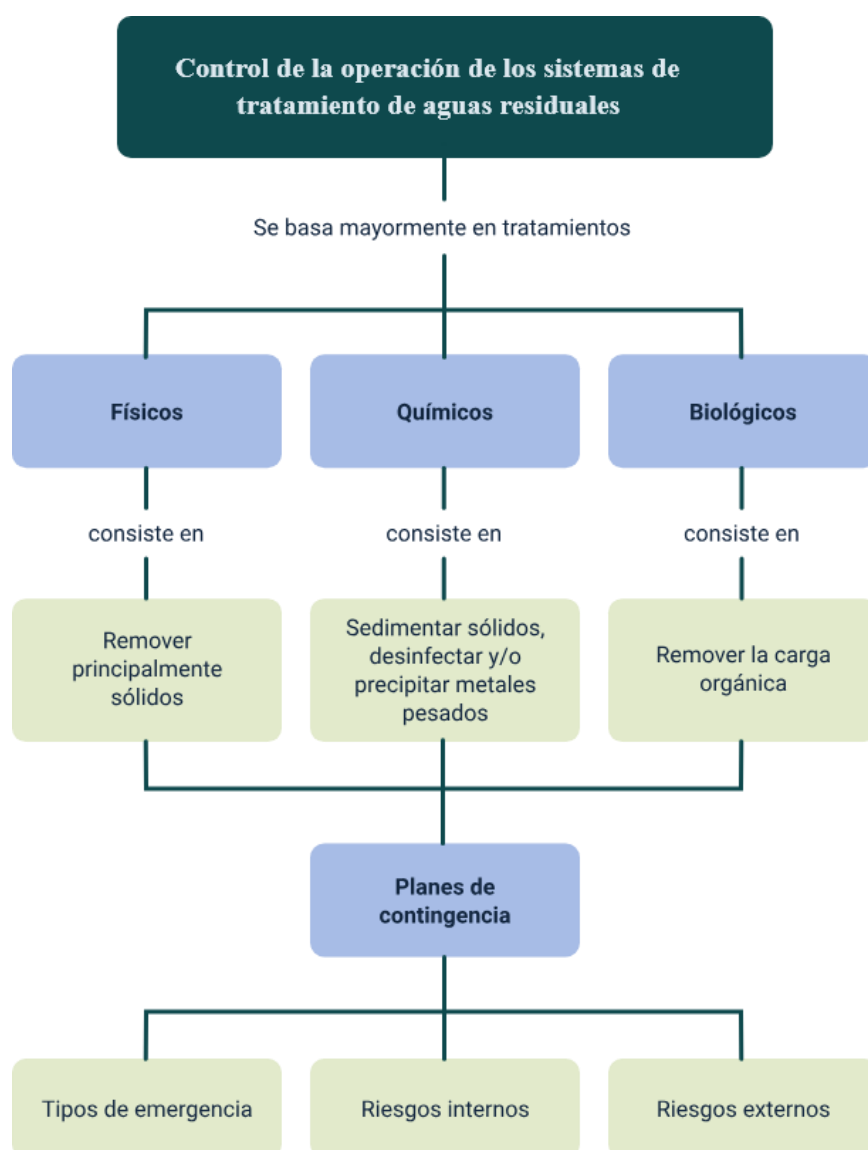 Control de la operación de los sistemas de
tratamiento de aguas residuales
Se basa mayormente en tratamientos
Físicos
Químicos
Biológicos
consiste en
consiste en
consiste en
Remover
principalmente
sólidos
Sedimentar sólidos,
desinfectar y/o
precipitar metales
pesados
Remover la carga
orgánica
Planes de
contingencia
Tipos de emergencia
Riesgos internos
Riesgos externos